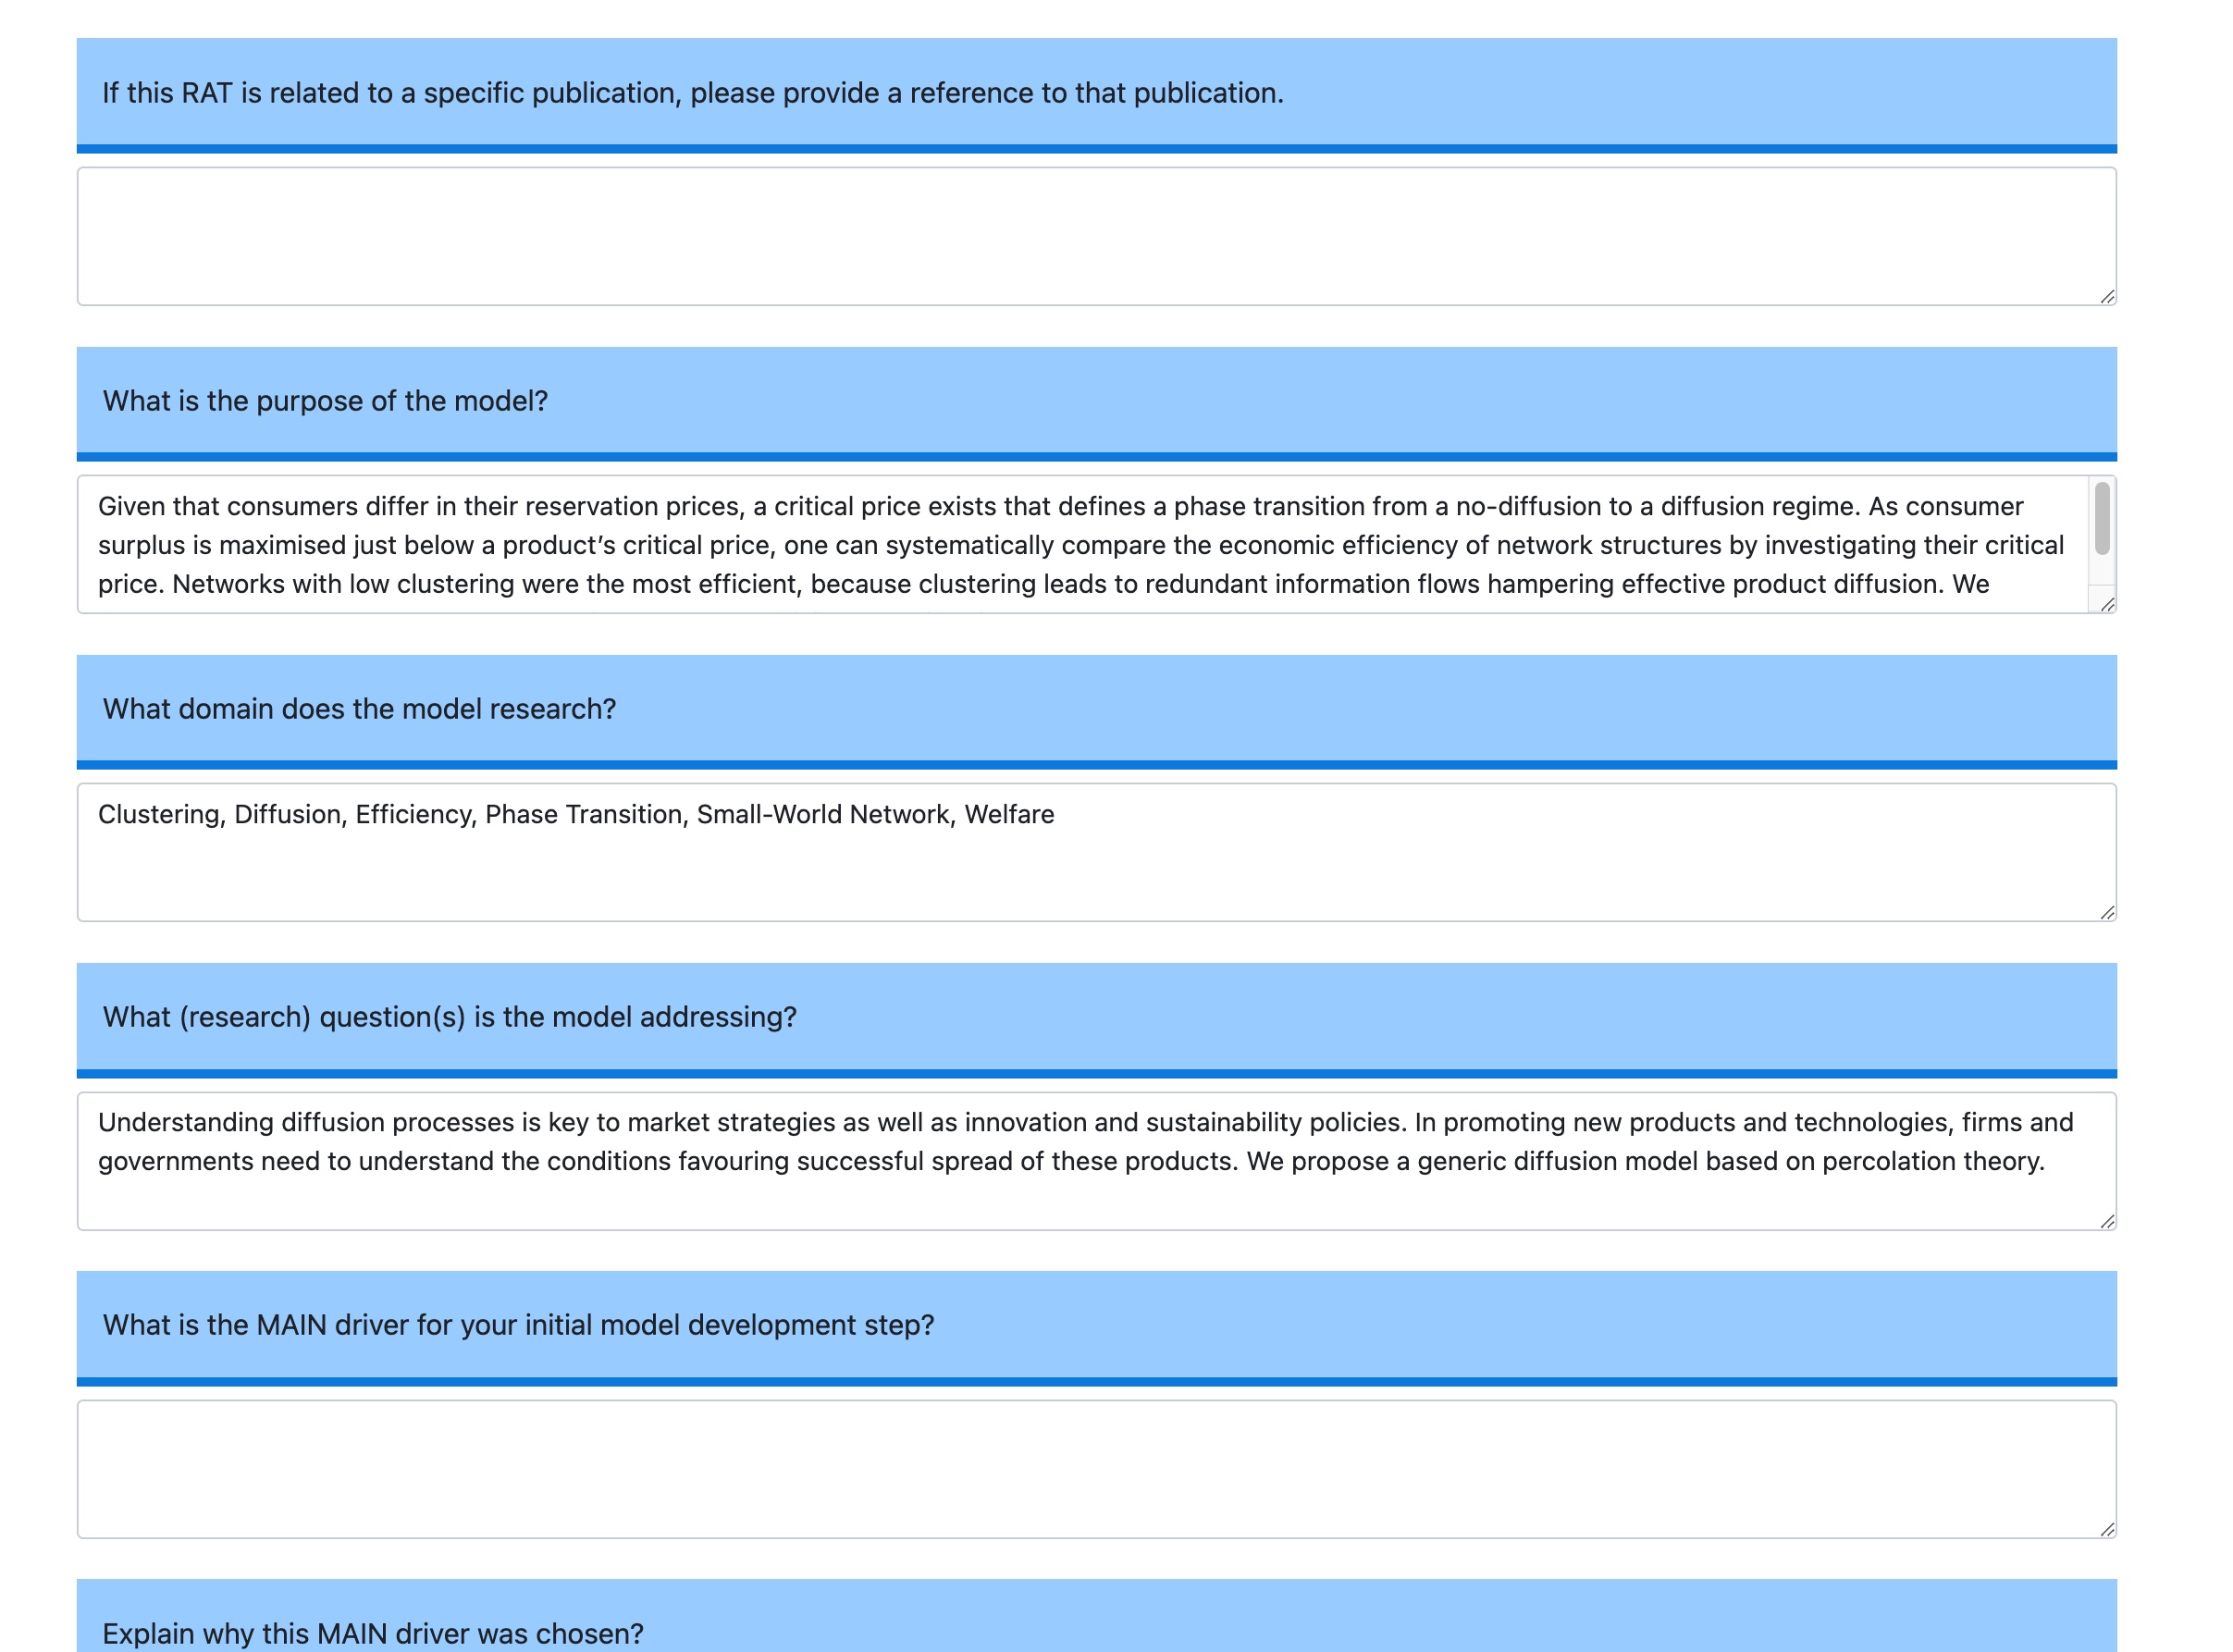 If this RAT is related to a specific publication, please provide a reference to that publication.
What is the purpose of the model?
Given that consumers differ in their reservation prices, a critical price exists that defines a phase transition from a no-diffusion to a diffusion regime. As consumer
surplus is maximised just below a product’s critical price, one can systematically compare the economic efficiency of network structures by investigating their critical
price. Networks with low clustering were the most efficient, because clustering leads to redundant information flows hampering effective product diffusion. We
What domain does the model research?
Clustering, Diffusion, Efficiency, Phase Transition, Small-World Network, Welfare
What (research) question(s) is the model addressing?
Understanding diffusion processes is key to market strategies as well as innovation and sustainability policies. In promoting new products and technologies, firms and
governments need to understand the conditions favouring successful spread of these products. We propose a generic diffusion model based on percolation theory.
What is the MAIN driver for your initial model development step?
Explain why this MAIN driver was chosen?